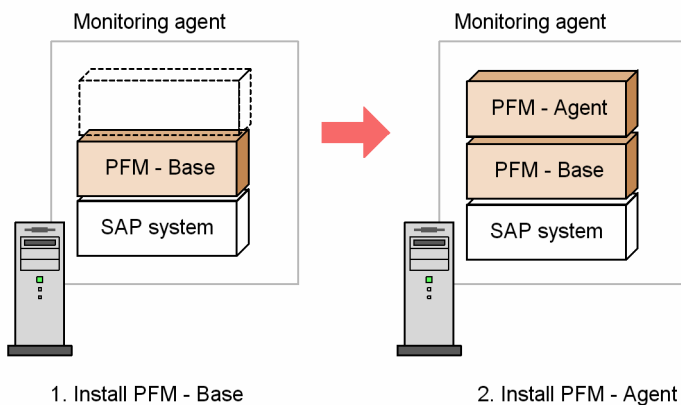 Monitoring agent
PFM - Base
SAP system
1. Install PFM - Base
Monitoring agent
PFM - Agent
PFM - Base
SAP system
2. Install PFM - Agent